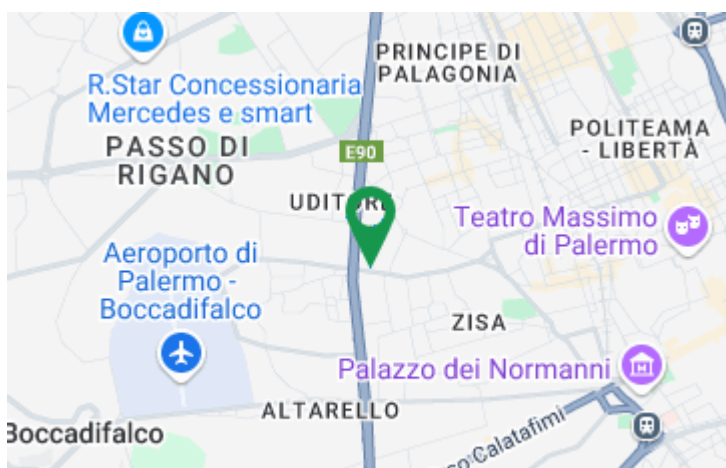 PRINCIPE DI
PALAGONIA
R.Star Concessionaria
Mercedes e smart
PASSO DI
RIGANO
E90
POLITEAMA
- LIBERTÀ
UDITORE
Teatro Massimo
di Palermo
Aeroporto di
Palermo -
Boccadifalco
ZISA
Palazzo dei Normanni
ALTARELLO
Boccadifalco
Calatafimi